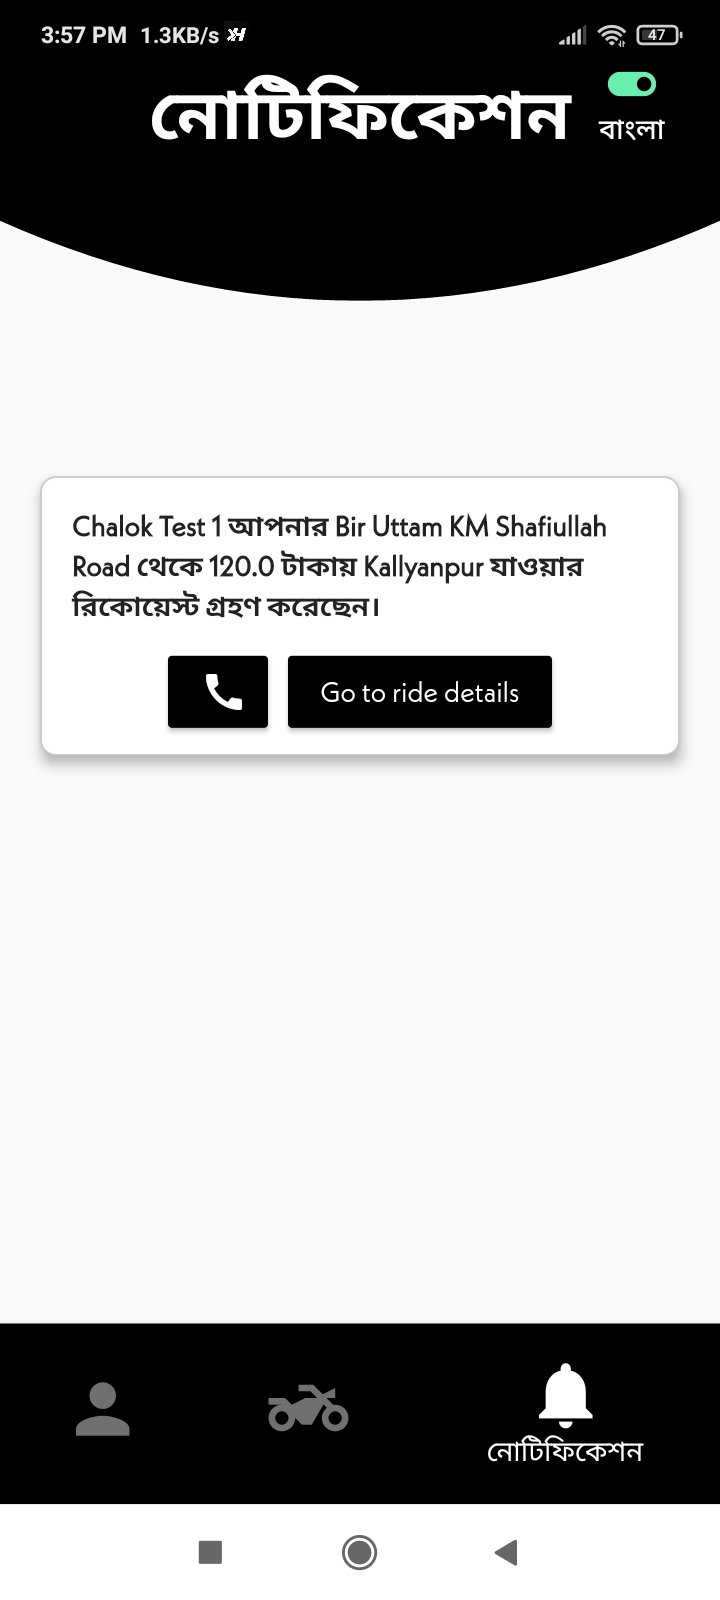 3:57 PM 1.3KB/s
47
নোটিফিকেশন
বাংলা
Chalok Test 1 আপনার Bir Uttam KM Shafiullah
Road থেকে 120.0 টাকায় Kallyanpur যাওয়ার
রিকোয়েস্ট গ্রহণ করেছেন।
Go to ride details
নোটিফিকেশন